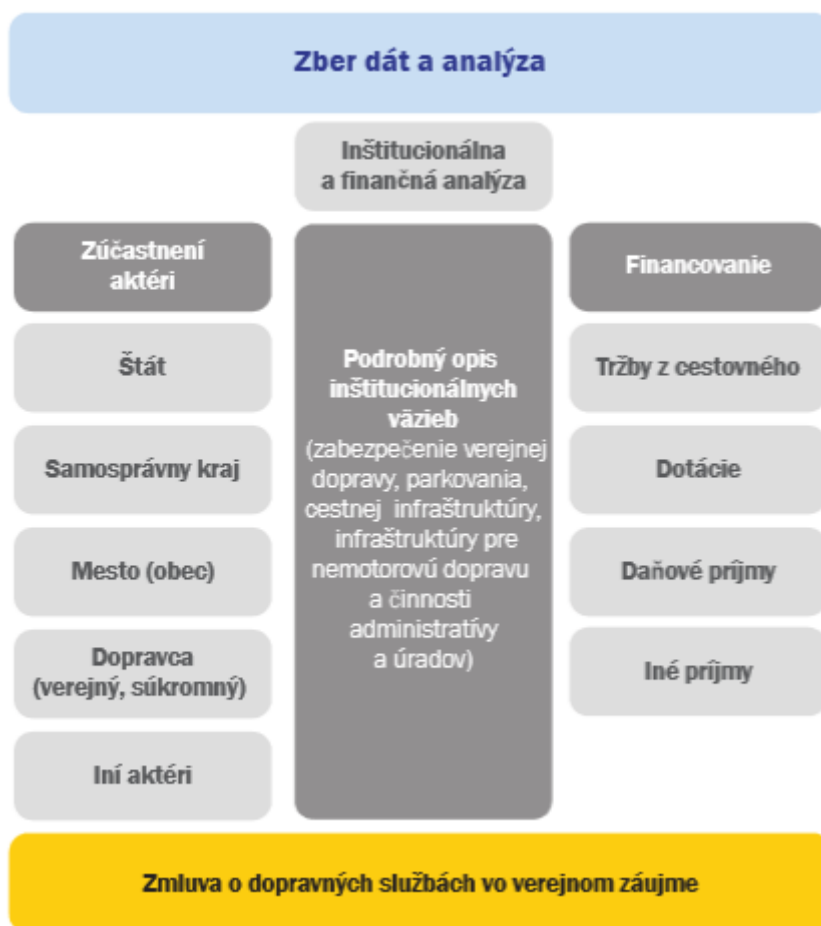 Zber dát a analýza
Inštitucionálna
a finančná analýza
Zúčastnení
aktéri
Štát
Samosprávny kraj
Mesto (obec)
Dopravca
(verejný, súkromný)
Iní aktéri
Podrobný opis
inštitucionálnych
väzieb
(zabezpečenie verejnej
dopravy, parkovania,
cestnej infraštruktúry,
infraštruktúry pre
nemotorovú dopravu
a činnosti
administratívy
a úradov)
Financovanie
Tržby z cestovného
Dotácie
Daňové príjmy
Iné príjmy
Zmluva o dopravných službách vo verejnom záujme